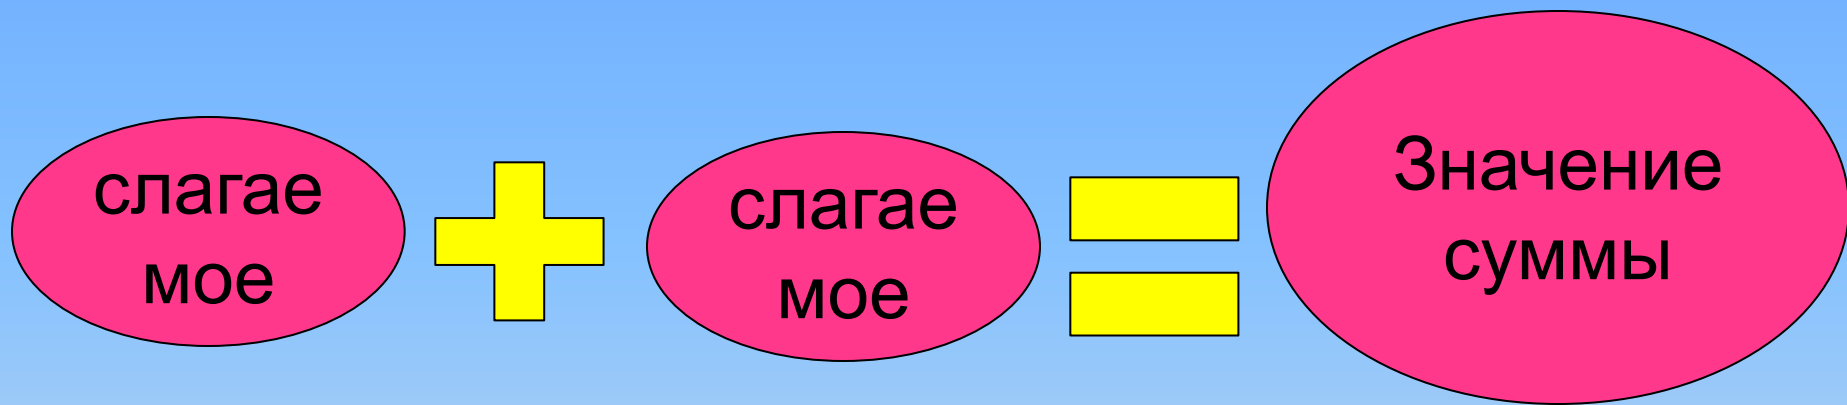 слагае
мое
слагае
мое
Значение
суммы